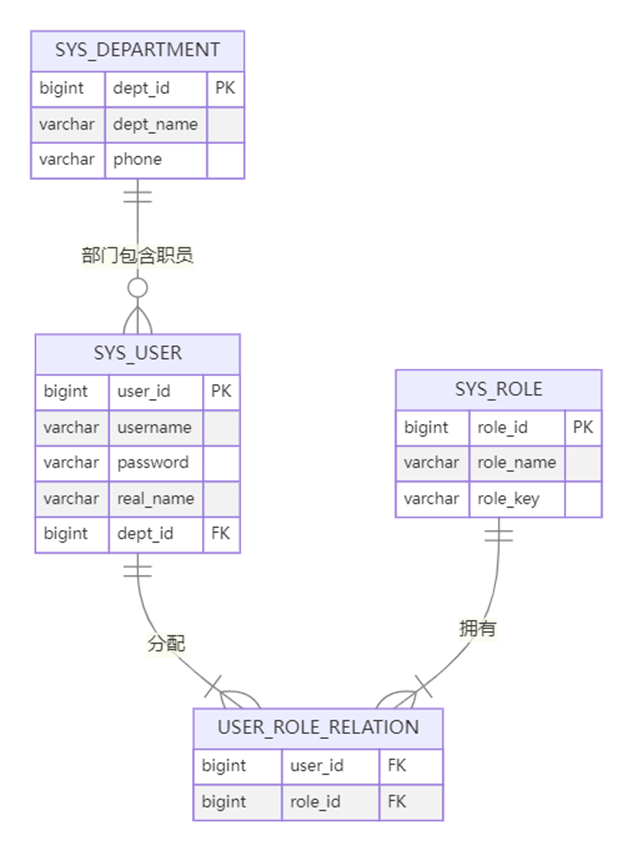 SYS_DEPARTMENT
bigint dept_id PK
varchar dept_name
varchar phone
部门包含职员
SYS_USER
bigint user_id PK
varchar username
varchar password
varchar real_name
bigint dept_id FK
SYS_ROLE
bigint role_id PK
varchar role_name
varchar role_key
分配
拥有
USER_ROLE_RELATION
bigint user_id FK
bigint role_id FK